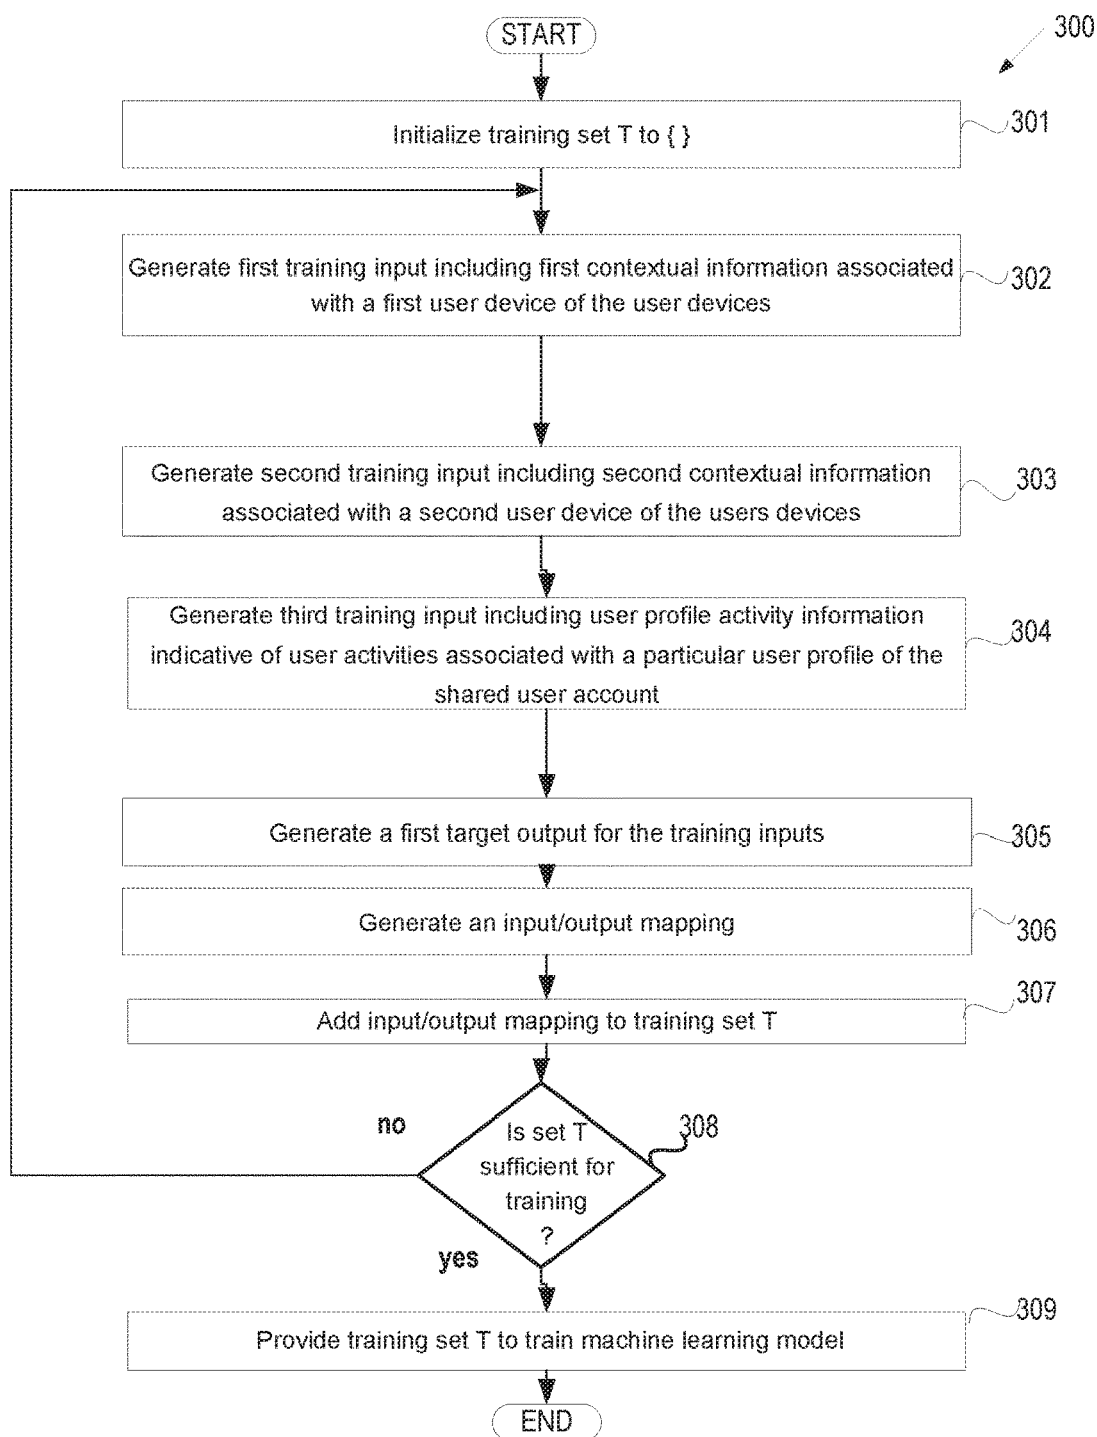 START
300
Initialize training set T to { }
301
Generate first training input including first contextual information associated
with a first user device of the user devices
302
Generate second training input including second contextual information
associated with a second user device of the users devices
303
Generate third training input including user profile activity information
indicative of user activities associated with a particular user profile of the
shared user account
304
Generate a first target output for the training inputs
305
Generate an input/output mapping
306
Add input/output mapping to training set T
307
no
Is set T
sufficient for
training
?
308
yes
Provide training set T to train machine learning model
309
END